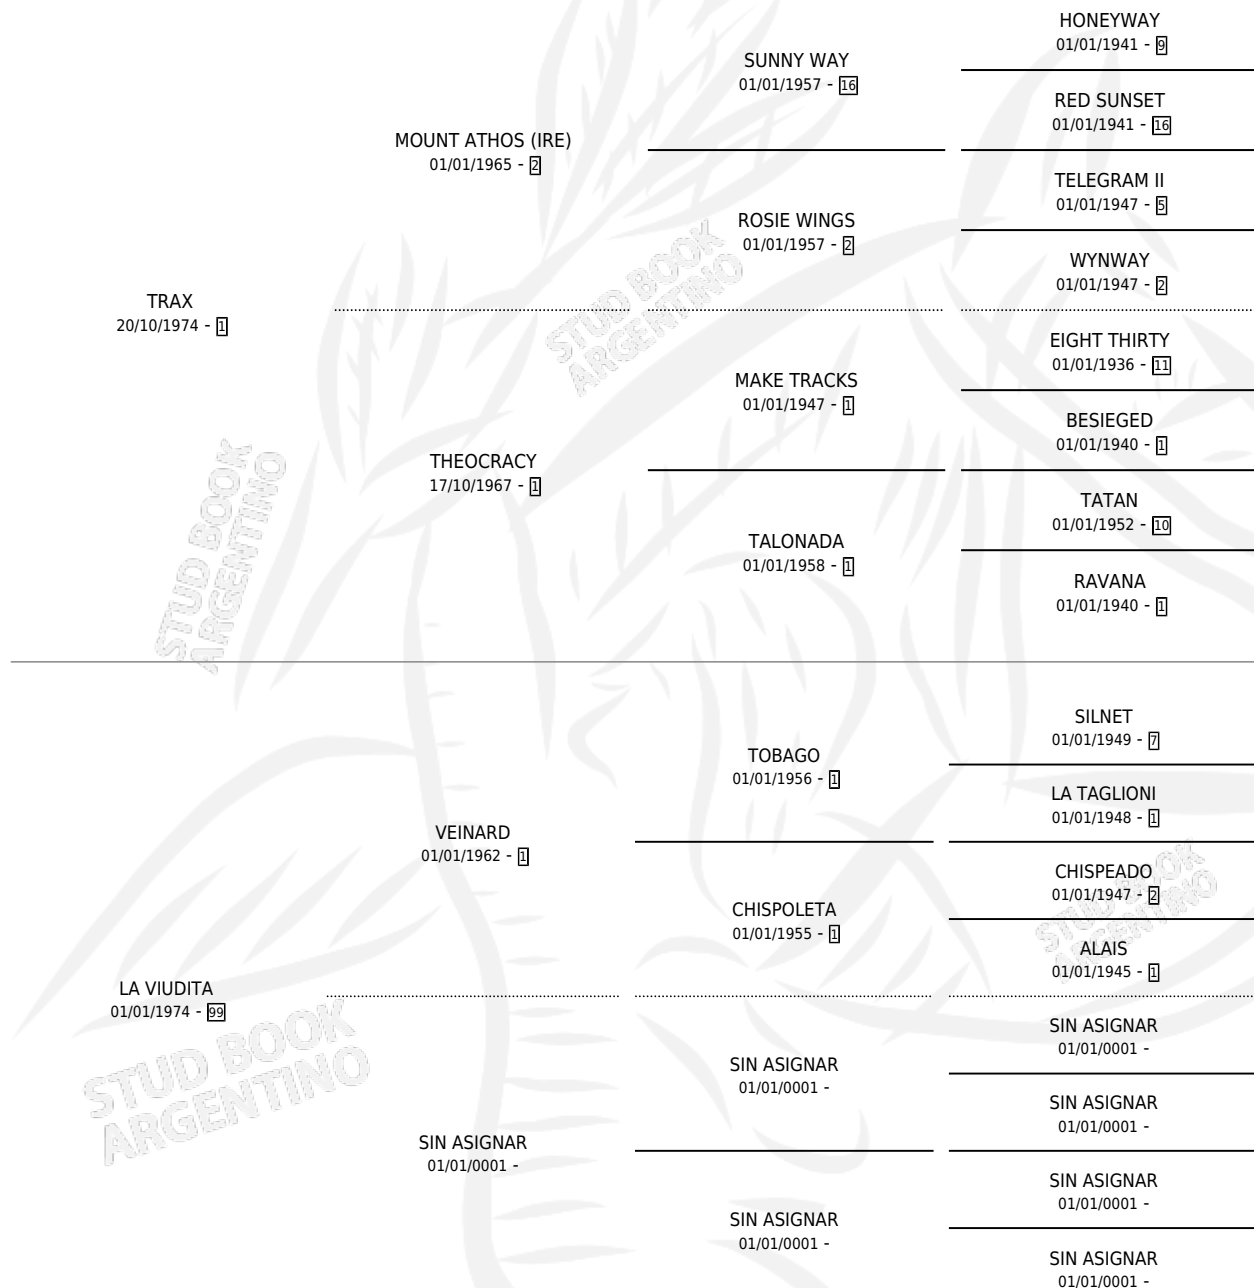 HONEYWAY
01/01/1941 - 9
SUNNY WAY
01/01/1957 - 16
RED SUNSET
01/01/1941 - 16
MOUNT ATHOS (IRE)
01/01/1965 - 2
TELEGRAM II
01/01/1947 - 5
ROSIE WINGS
01/01/1957 - 2
WYNWAY
01/01/1947 - 2
TRAX
20/10/1974 - 1
STUD BOOK
ARGENTINO
EIGHT THIRTY
01/01/1936 - 11
MAKE TRACKS
01/01/1947 - 1
BESIEGED
01/01/1940 - 1
THEOCRACY
17/10/1967 - 1
TATAN
01/01/1952 - 10
TALONADA
01/01/1958 - 1
RAVANA
01/01/1940 - 1
STUD BOOK
ARGENTINO
SILNET
01/01/1949 - 7
TOBAGO
01/01/1956 - 1
LA TAGLIONI
01/01/1948 - 1
VEINARD
01/01/1962 - 1
CHISPEADO
01/01/1947 - 2
CHISPOLETA
01/01/1955 - 1
STUD BOOK
ARGENTINO
ALAIS
01/01/1945 - 1
LA VIUDITA
01/01/1974 - 99
STUD BOOK
ARGENTINO
SIN ASIGNAR
01/01/0001 -
SIN ASIGNAR
01/01/0001 -
SIN ASIGNAR
01/01/0001 -
SIN ASIGNAR
01/01/0001 -
SIN ASIGNAR
01/01/0001 -
SIN ASIGNAR
01/01/0001 -
SIN ASIGNAR
01/01/0001 -